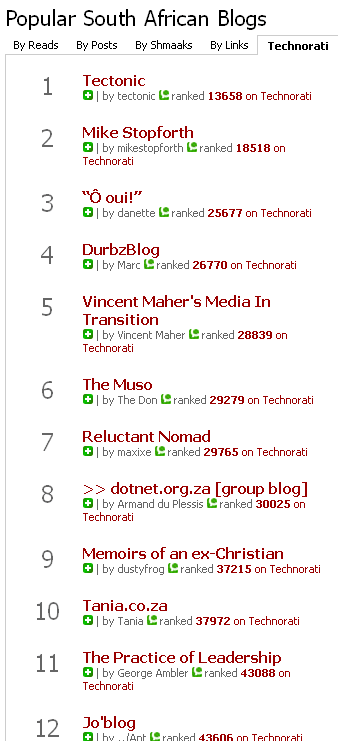 Popular South African Blogs
By Reads By Posts By Shmaaks By Links Technorati
1 Tectonic
| by tectonic ranked 13658 on Technorati
2 Mike Stopforth
| by mikestopforth ranked 18518 on
Technorati
3 “Ô oui!”
| by danette ranked 25677 on Technorati
4 DurbzBlog
| by Marc ranked 26770 on Technorati
5 Vincent Maher's Media In
Transition
| by Vincent Maher ranked 28839 on
Technorati
6 The Muso
| by The Don ranked 29279 on Technorati
7 Reluctant Nomad
| by maxixe ranked 29765 on Technorati
8 >> dotnet.org.za [group blog]
| by Armand du Plessis ranked 30025 on
Technorati
9 Memoirs of an ex-Christian
| by dustyfrog ranked 37215 on Technorati
10 Tania.co.za
| by Tania ranked 37972 on Technorati
11 The Practice of Leadership
| by George Ambler ranked 43088 on
Technorati
12 Jo'blog
| by ../Ant ranked 43606 on Technorati